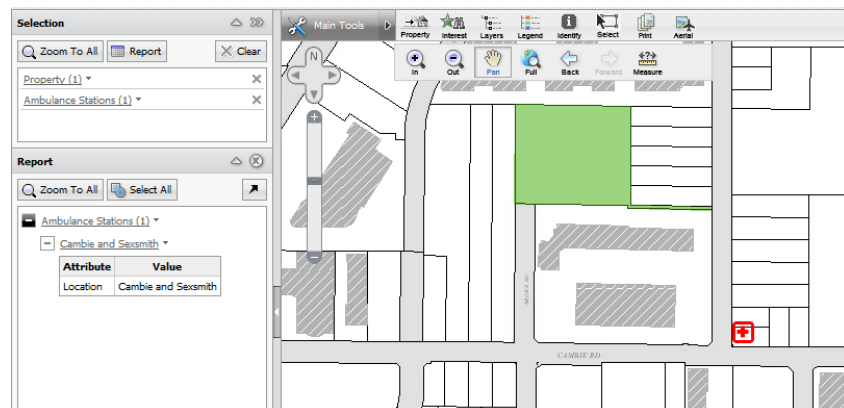 Selection
Zoom To All Report Clear
Property (1)
Ambulance Stations (1)
Report
Zoom To All Select All
Ambulance Stations (1)
Cambie and Sexsmith
Attribute Value
Location Cambie and Sexsmith
Main Tools
Property Interest Layers Legend Identify Select Print Aerial
In Out Pan Full Back Forward Measure
N
BROWN RD
CAMBIE RD